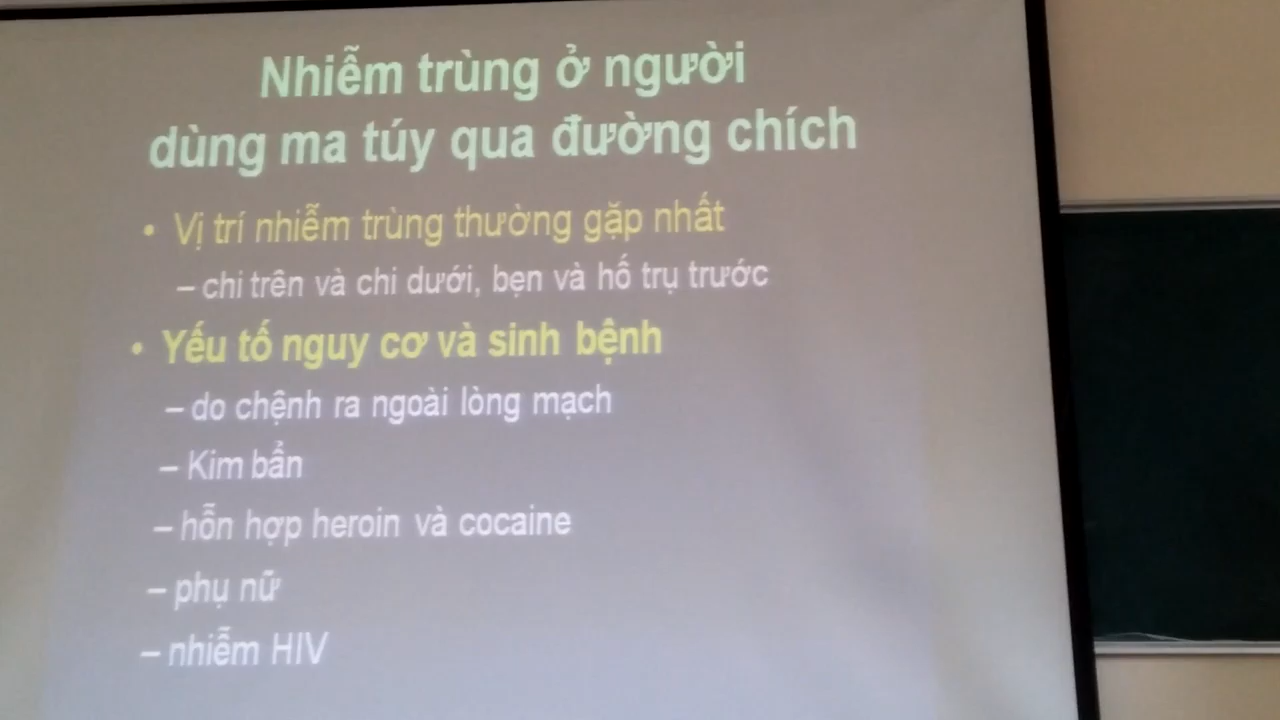 Nhiễm trùng ở người
dùng ma túy qua đường chích
• Vị trí nhiễm trùng thường gặp nhất
– chi trên và chi dưới, bẹn và hố trụ trước
• Yếu tố nguy cơ và sinh bệnh
– do chệnh ra ngoài lòng mạch
– Kim bẩn
– hỗn hợp heroin và cocaine
– phụ nữ
– nhiễm HIV